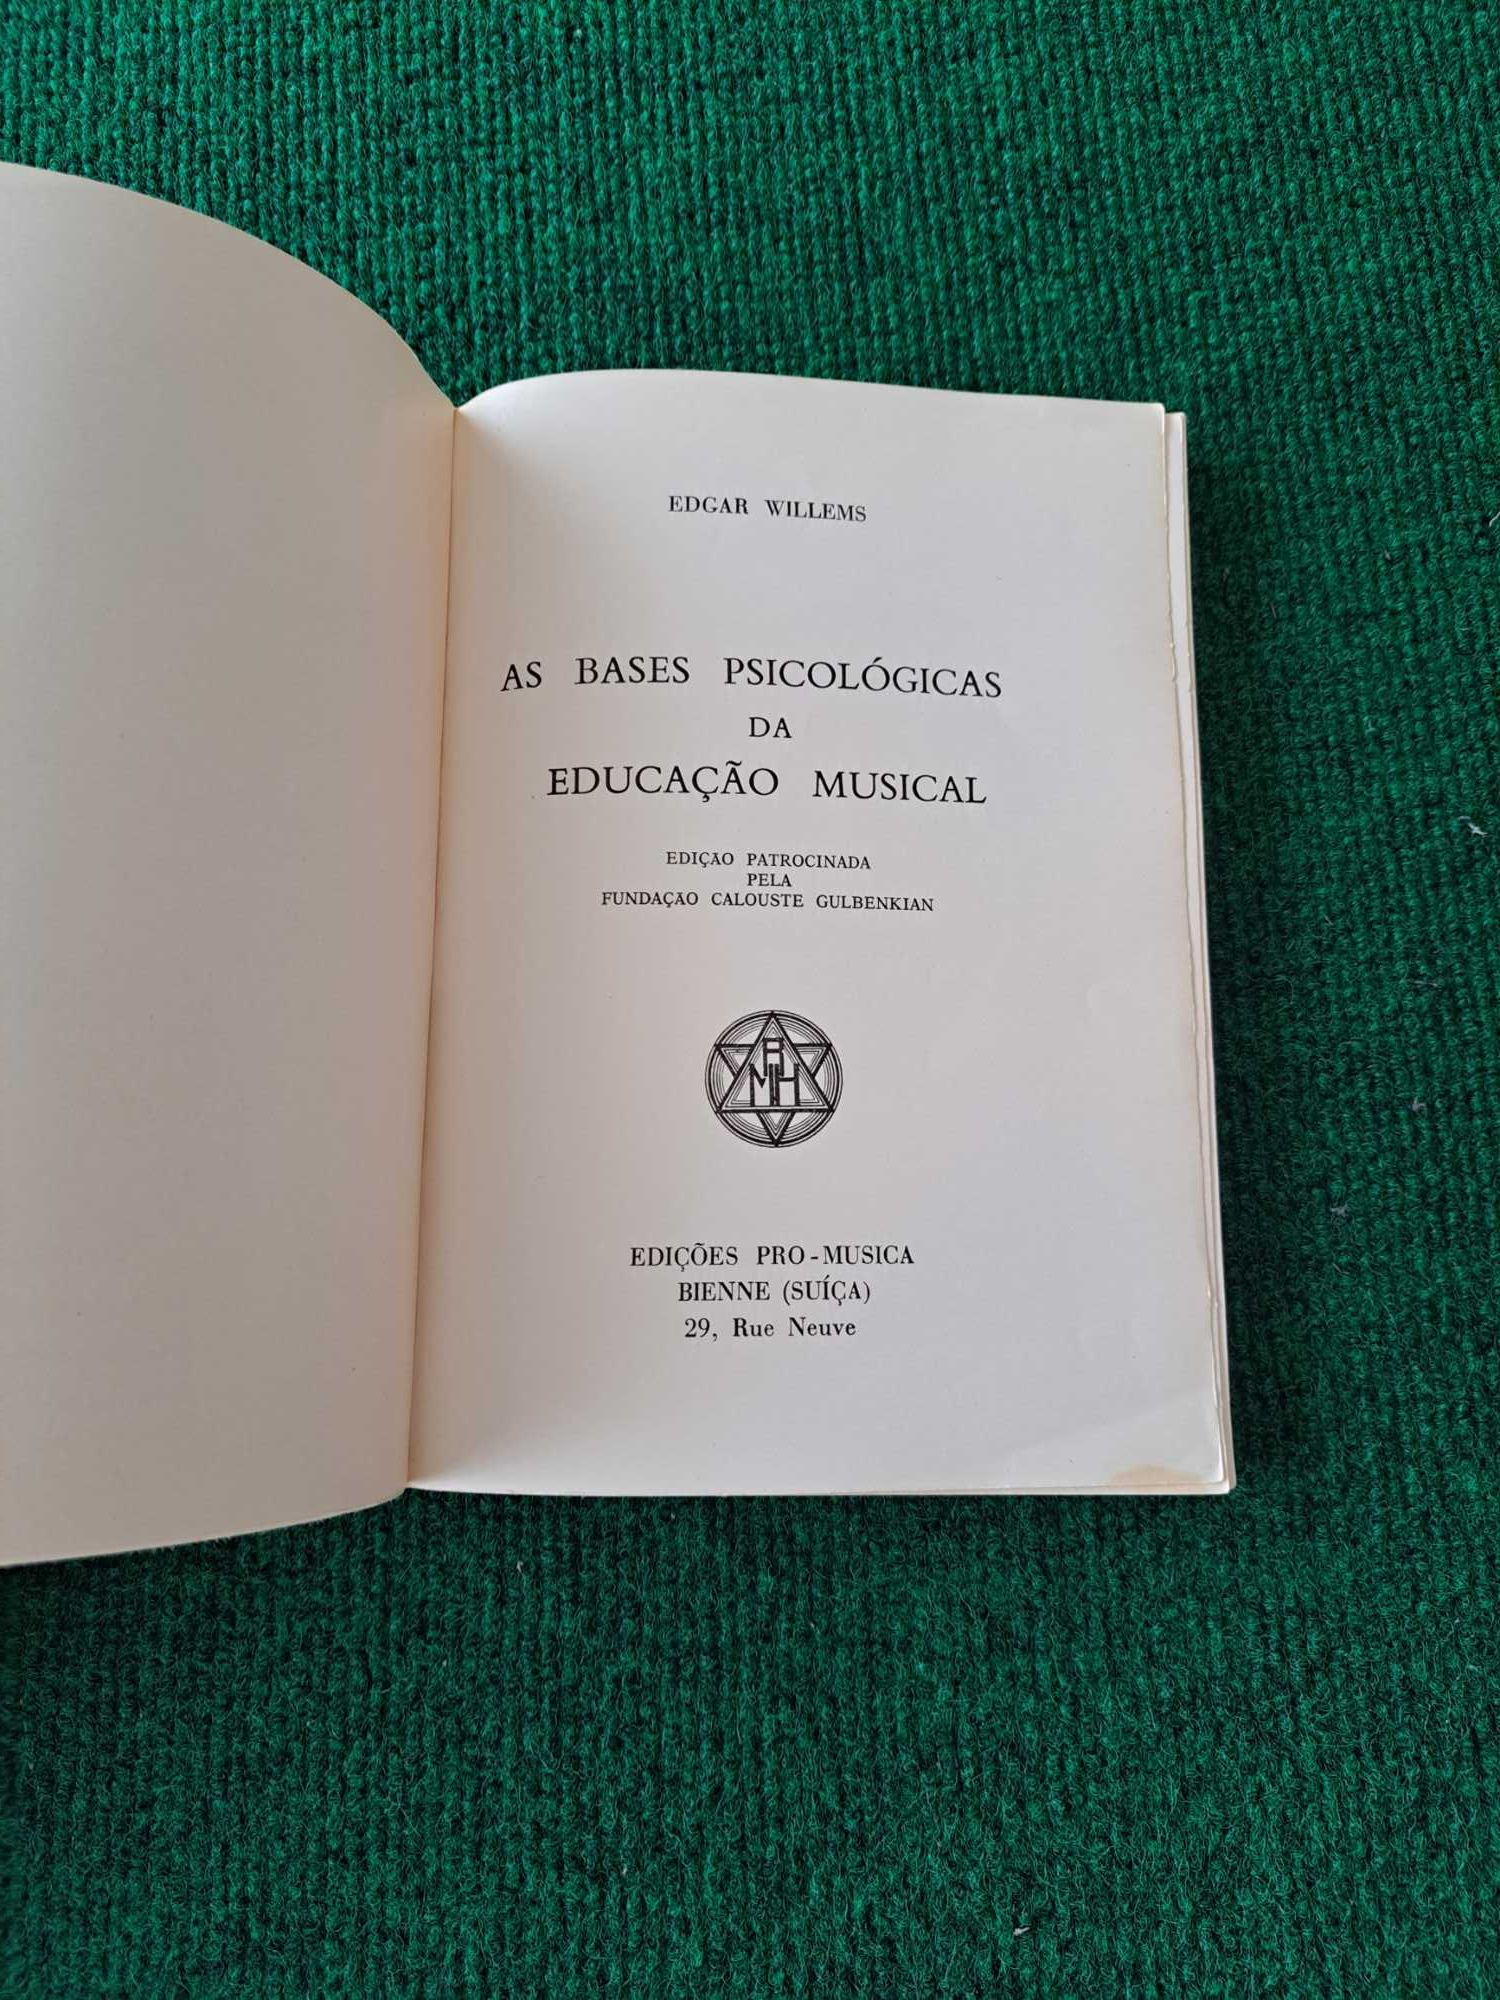 EDGAR WILLEMS
AS BASES PSICOLÓGICAS
DA
EDUCAÇÃO MUSICAL
EDIÇÃO PATROCINADA
PELA
FUNDAÇÃO CALOUSTE GULBENKIAN
R
MH
EDIÇÕES PRO-MUSICA
BIENNE (SUÍÇA)
29, Rue Neuve